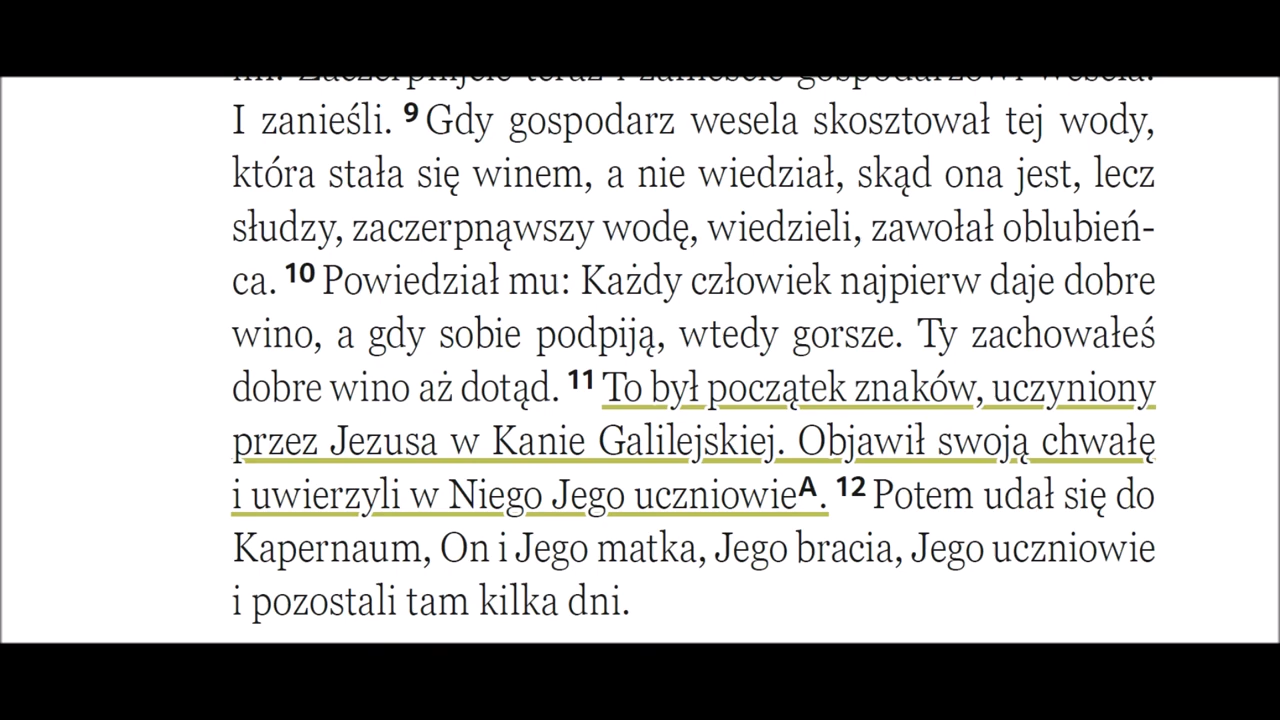 I zanieśli. 9 Gdy gospodarz wesela skosztował tej wody,
która stała się winem, a nie wiedział, skąd ona jest, lecz
słudzy, zaczerpnąwszy wodę, wiedzieli, zawołał oblubień-
ca. 10 Powiedział mu: Każdy człowiek najpierw daje dobre
wino, a gdy sobie podpiją, wtedy gorsze. Ty zachowałeś
dobre wino aż dotąd. 11 To był początek znaków, uczyniony
przez Jezusa w Kanie Galilejskiej. Objawił swoją chwałę
i uwierzyli w Niego Jego uczniowieA. 12 Potem udał się do
Kapernaum, On i Jego matka, Jego bracia, Jego uczniowie
i pozostali tam kilka dni.